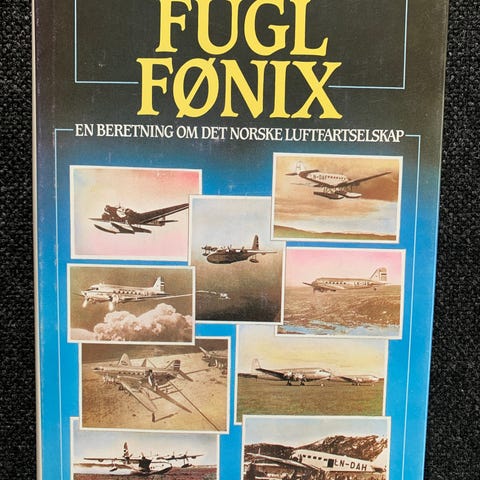 FUGL
FØNIX
EN BERETNING OM DET NORSKE LUFTFARTSELSKAP
LN-DAH